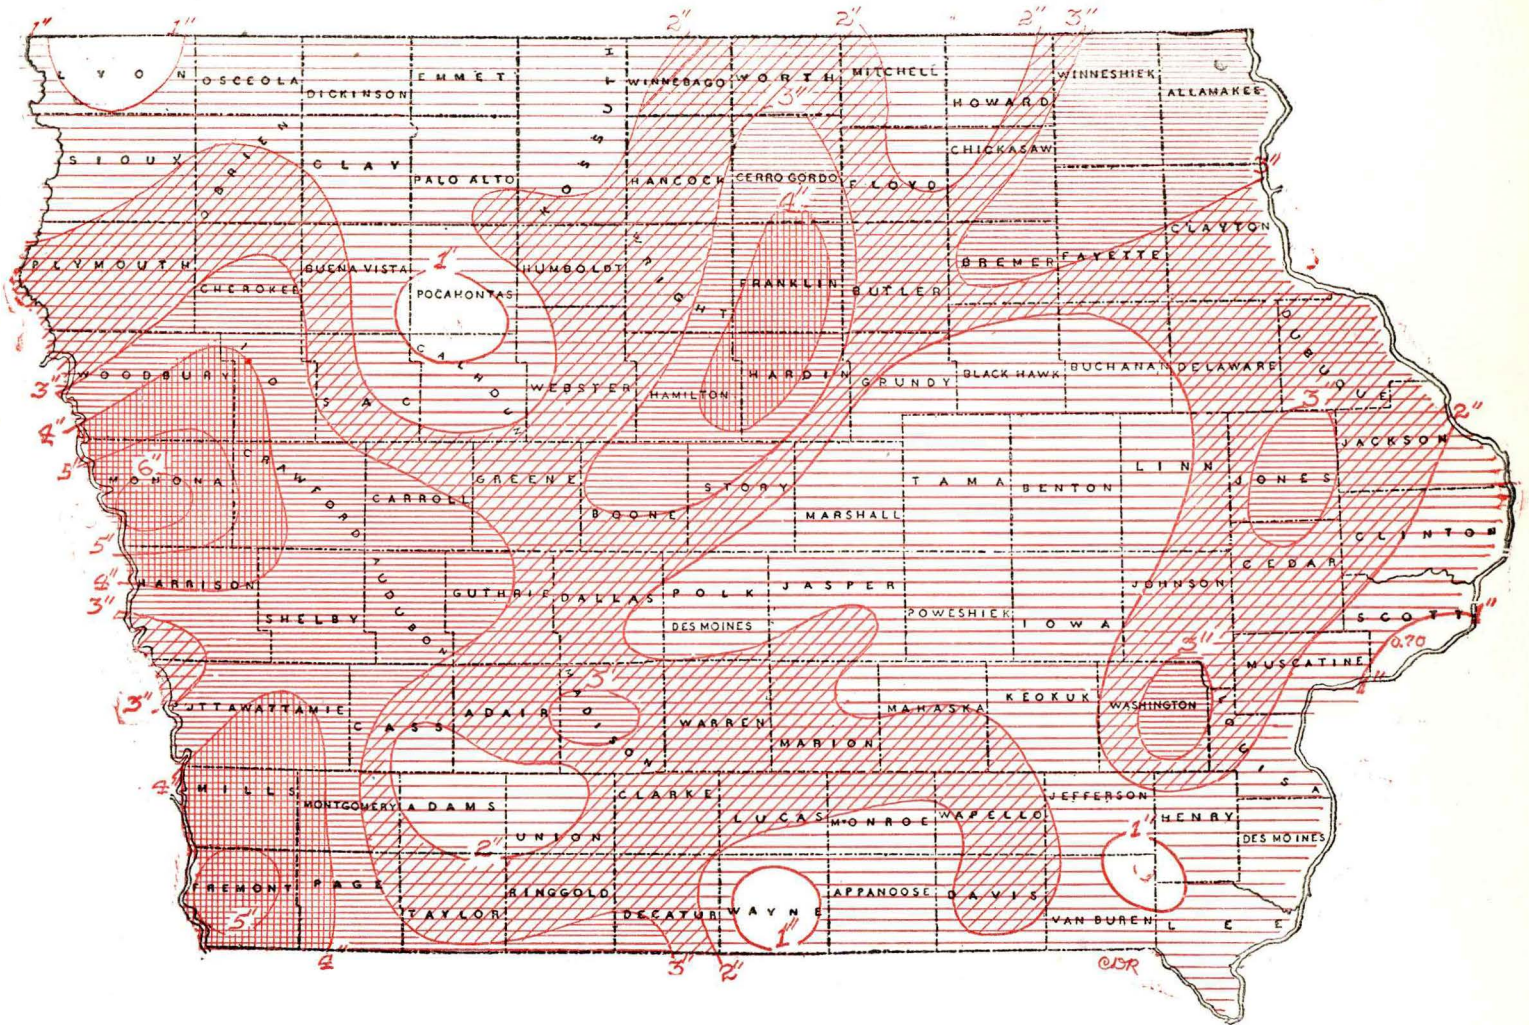 1" 1" 2" 2" 2" 3"
LYON OSCEOLA DICKINSON EMMET KOSSUTH WINNEBAGO WORTH MITCHELL HOWARD WINNESHIEK ALLAMAKEE
3"
SIOUX OBRIEN CLAY PALO ALTO HANCOCK CERRO GORDO FLOYD CHICKASAW
4" 3"
PLYMOUTH CHEROKEE BUENA VISTA POCAHONTAS HUMBOLDT WRIGHT FRANKLIN BUTLER BREMER FAYETTE CLAYTON
1"
WOODBURY IDA SAC CALHOUN WEBSTER HAMILTON HARDIN GRUNDY BLACK HAWK BUCHANAN DELAWARE DUBUQUE
3" 3" 2"
4"
5" 6"
MONONA CRAWFORD CARROLL GREENE BOONE STORY MARSHALL TAMA BENTON LINN JONES JACKSON
CLINTON
5"
4"
3"
HARRISON SHELBY AUDUBON GUTHRIE DALLAS POLK JASPER POWESHIEK IOWA JOHNSON CEDAR
DES MOINES
SCOTT 1"
0.70
MUSCATINE 1"
3" 3" 3"
TTAWATTAMIE CASS ADAIR MADISON WARREN MARION MAHASKA KEOKUK WASHINGTON
4"
MILLS MONTGOMERY ADAMS UNION CLARKE LUCAS MONROE WAPELLO JEFFERSON HENRY DES MOINES
2" 1"
FREMONT PAGE TAYLOR RINGGOLD DECATUR WAYNE APPANOOSE DAVIS VAN BUREN LEE
5" 1"
4" 3" 2"
CDR